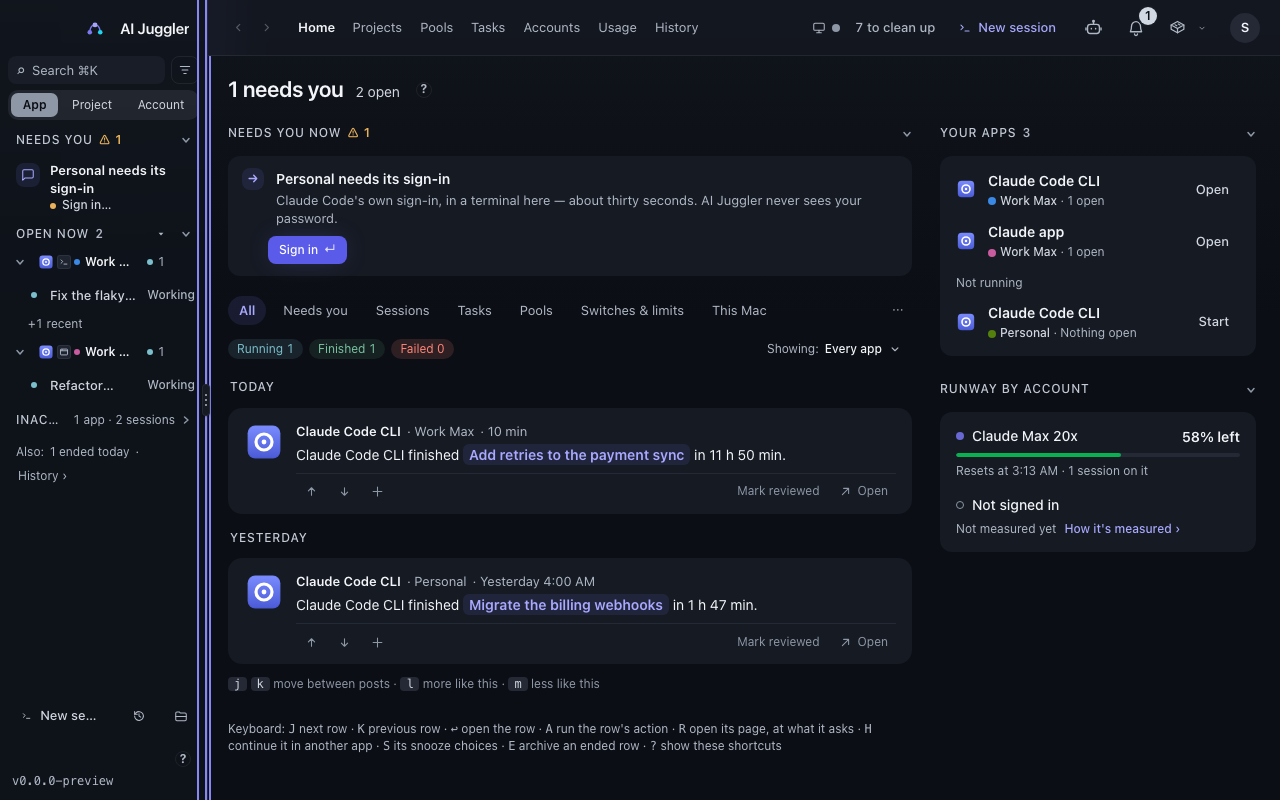 AI Juggler
Search ⌘K
App Project Account
NEEDS YOU 1
Personal needs its
sign-in
Sign in...
OPEN NOW 2
Work ... 1
Fix the flaky... Working
+1 recent
Work ... 1
Refactor... Working
INAC... 1 app · 2 sessions
Also: 1 ended today ·
History ›
New se...
?
v0.0.0-preview
Home Projects Pools Tasks Accounts Usage History
7 to clean up New session 1 S
1 needs you 2 open ?
NEEDS YOU NOW 1
Personal needs its sign-in
Claude Code's own sign-in, in a terminal here — about thirty seconds. AI Juggler never sees your
password.
Sign in ↵
All Needs you Sessions Tasks Pools Switches & limits This Mac ···
Running 1 Finished 1 Failed 0 Showing: Every app
TODAY
Claude Code CLI · Work Max · 10 min
Claude Code CLI finished Add retries to the payment sync in 11 h 50 min.
↑ ↓ + Mark reviewed ↗ Open
YESTERDAY
Claude Code CLI · Personal · Yesterday 4:00 AM
Claude Code CLI finished Migrate the billing webhooks in 1 h 47 min.
↑ ↓ + Mark reviewed ↗ Open
j k move between posts · l more like this · m less like this
Keyboard: J next row · K previous row · ↩ open the row · A run the row's action · R open its page, at what it asks · H
continue it in another app · S its snooze choices · E archive an ended row · ? show these shortcuts
YOUR APPS 3
Claude Code CLI
Work Max · 1 open
Open
Claude app
Work Max · 1 open
Open
Not running
Claude Code CLI
Personal · Nothing open
Start
RUNWAY BY ACCOUNT
Claude Max 20x 58% left
Resets at 3:13 AM · 1 session on it
Not signed in
Not measured yet How it's measured ›